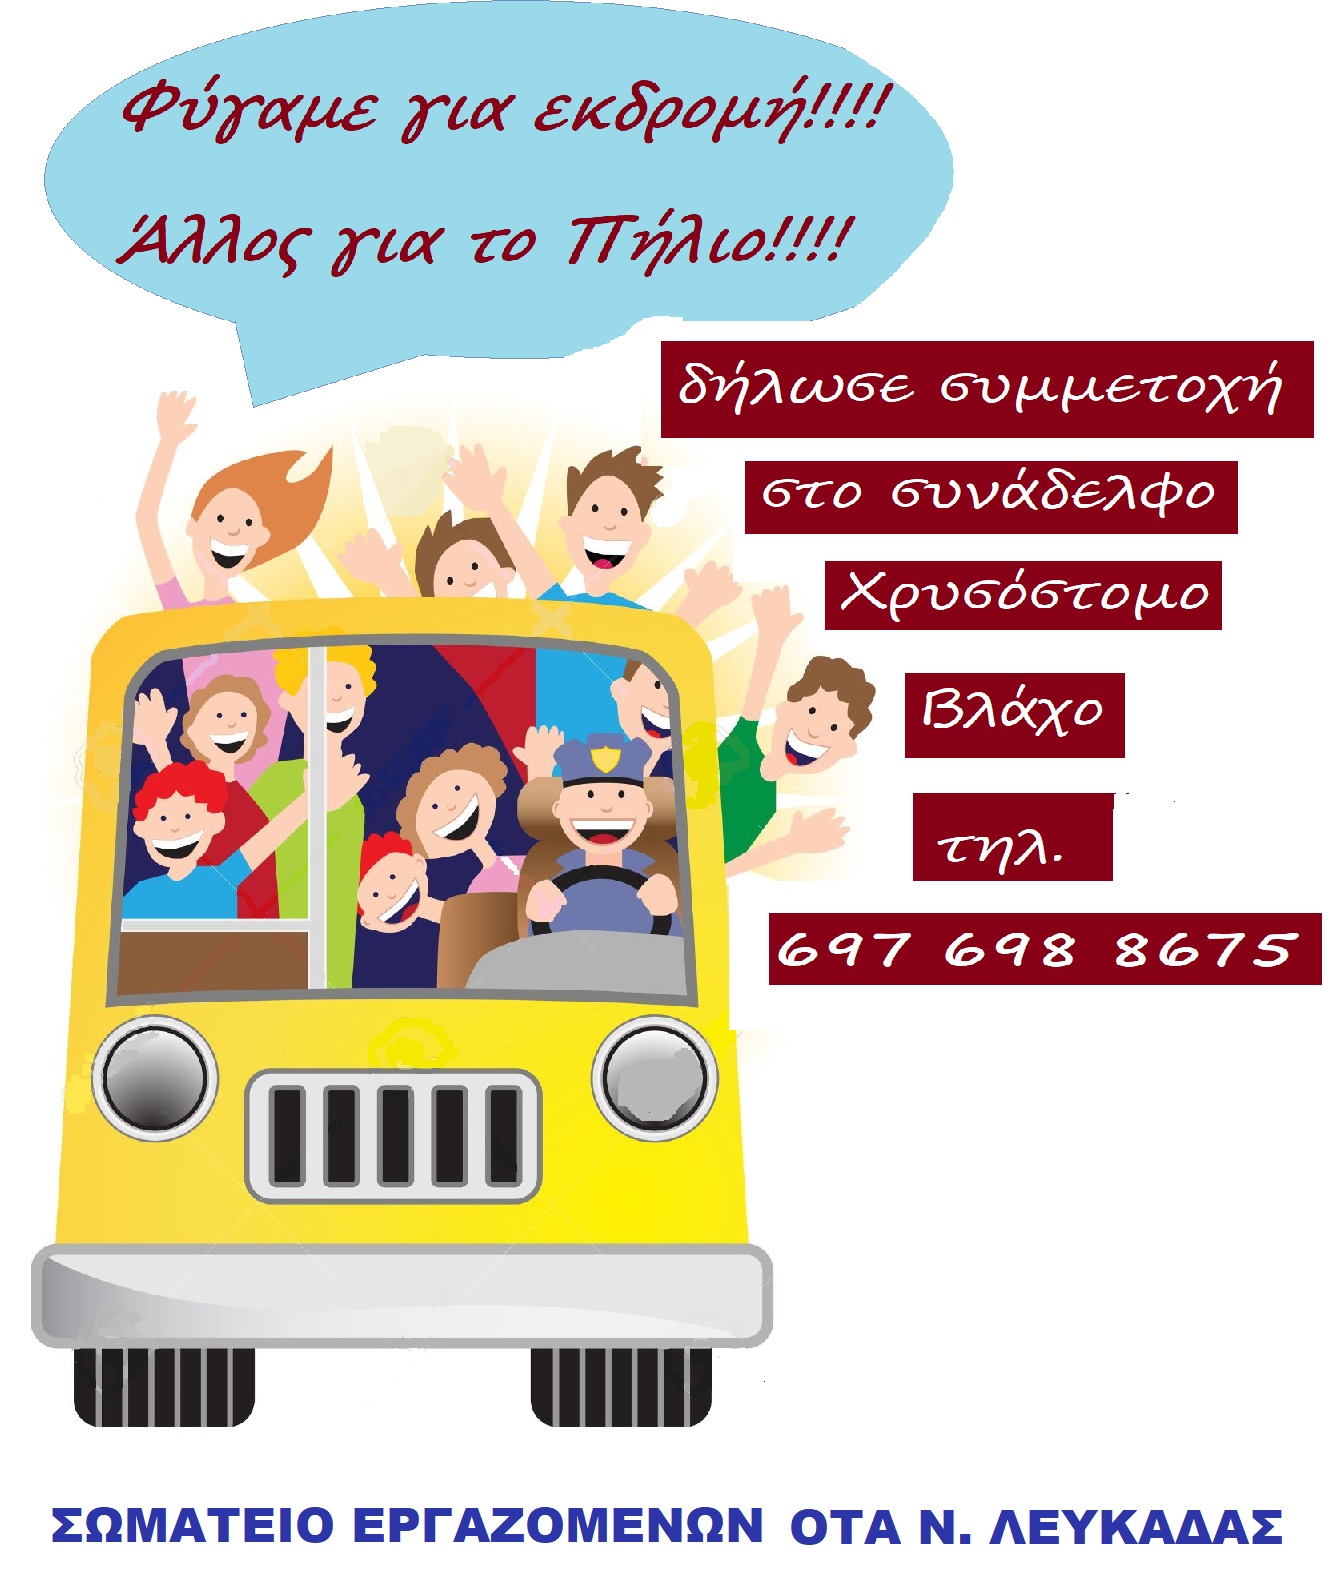 Φύγαμε για εκδρομή!!!!
Άλλος για το Πήλιο!!!!
δήλωσε συμμετοχή
στο συνάδελφο
Χρυσόστομο
Βλάχο
τηλ.
697 698 8675
ΣΩΜΑΤΕΙΟ ΕΡΓΑΖΟΜΕΝΩΝ ΟΤΑ Ν. ΛΕΥΚΑΔΑΣ